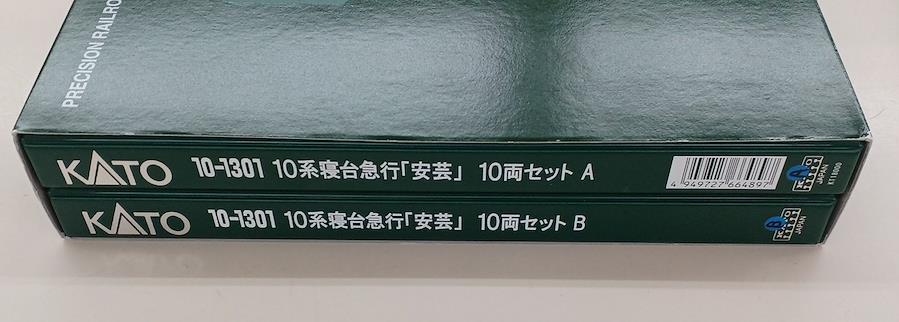 PRECISION RAILRO
KATO 10-1301 10系寝台急行「安芸」 10両セット A
4 949727 664897
A
JAPAN
KT18000
KATO 10-1301 10系寝台急行「安芸」 10両セット B
B
JAPAN